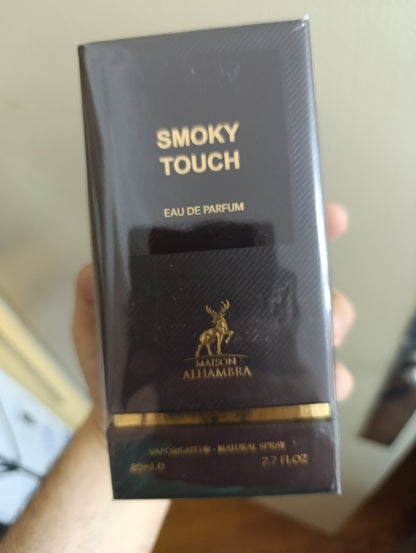 SMOKY
TOUCH
EAU DE PARFUM
MAISON
ALHAMBRA
VAPORISATEUR - NATURAL SPRAY
80mL ℮ 2.7 FL.OZ